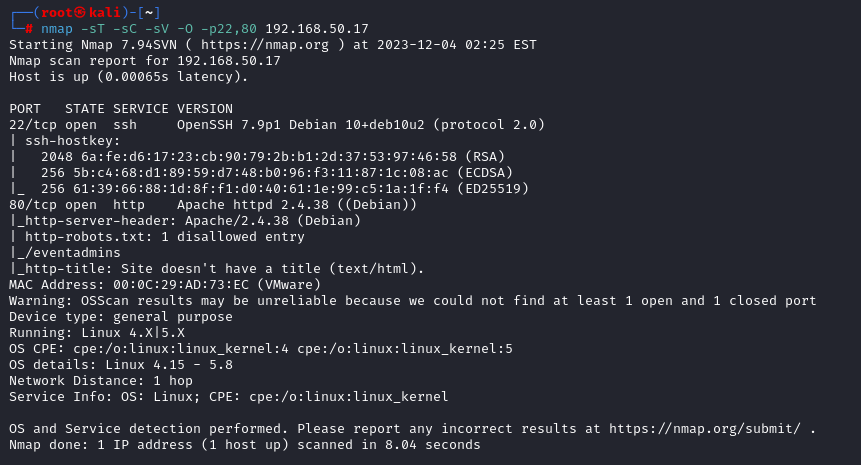 ┌──(root㉿kali)-[~]
└─# nmap -sT -sC -sV -O -p22,80 192.168.50.17
Starting Nmap 7.94SVN ( https://nmap.org ) at 2023-12-04 02:25 EST
Nmap scan report for 192.168.50.17
Host is up (0.00065s latency).

PORT   STATE SERVICE VERSION
22/tcp open  ssh     OpenSSH 7.9p1 Debian 10+deb10u2 (protocol 2.0)
| ssh-hostkey:
|   2048 6a:fe:d6:17:23:cb:90:79:2b:b1:2d:37:53:97:46:58 (RSA)
|   256 5b:c4:68:d1:89:59:d7:48:b0:96:f3:11:87:1c:08:ac (ECDSA)
|_  256 61:39:66:88:1d:8f:f1:d0:40:61:1e:99:c5:1a:1f:f4 (ED25519)
80/tcp open  http    Apache httpd 2.4.38 ((Debian))
|_http-server-header: Apache/2.4.38 (Debian)
| http-robots.txt: 1 disallowed entry
|_/eventadmins
|_http-title: Site doesn't have a title (text/html).
MAC Address: 00:0C:29:AD:73:EC (VMware)
Warning: OSScan results may be unreliable because we could not find at least 1 open and 1 closed port
Device type: general purpose
Running: Linux 4.X|5.X
OS CPE: cpe:/o:linux:linux_kernel:4 cpe:/o:linux:linux_kernel:5
OS details: Linux 4.15 - 5.8
Network Distance: 1 hop
Service Info: OS: Linux; CPE: cpe:/o:linux:linux_kernel

OS and Service detection performed. Please report any incorrect results at https://nmap.org/submit/ .
Nmap done: 1 IP address (1 host up) scanned in 8.04 seconds